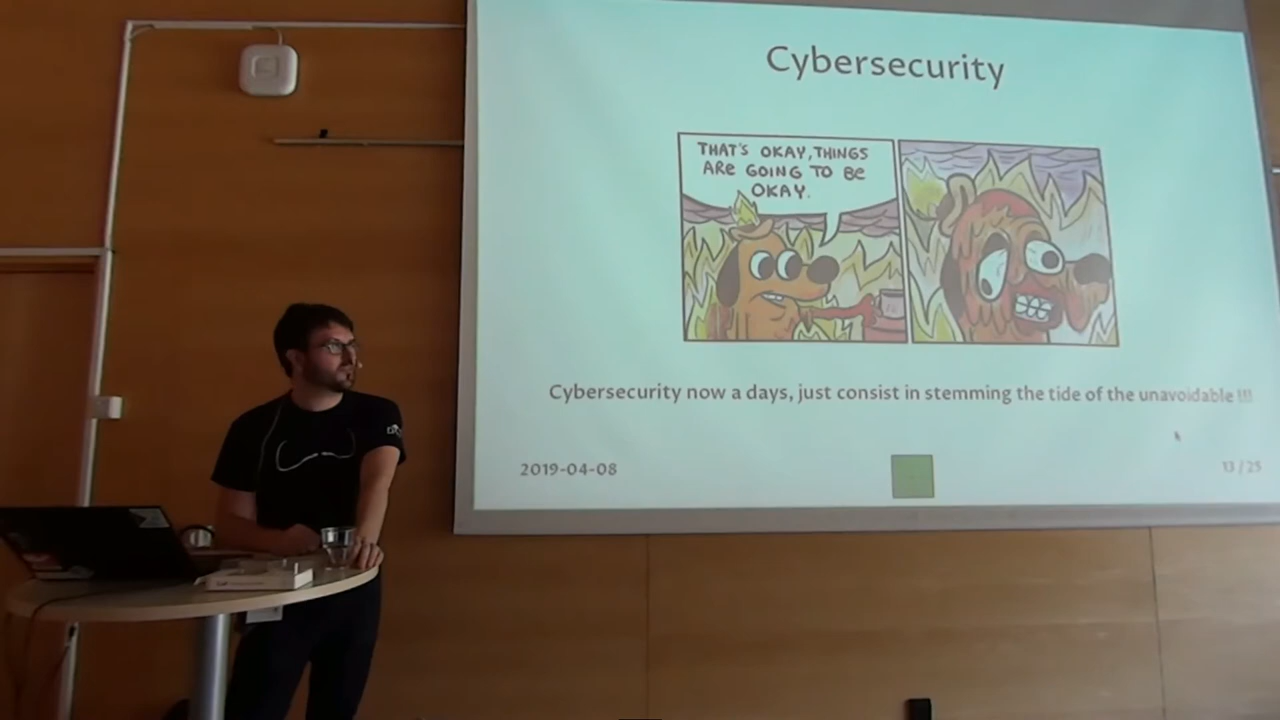 Cybersecurity
THAT'S OKAY, THINGS
ARE GOING TO BE
OKAY.
Cybersecurity now a days, just consist in stemming the tide of the unavoidable !!!
2019-04-08
13 / 25